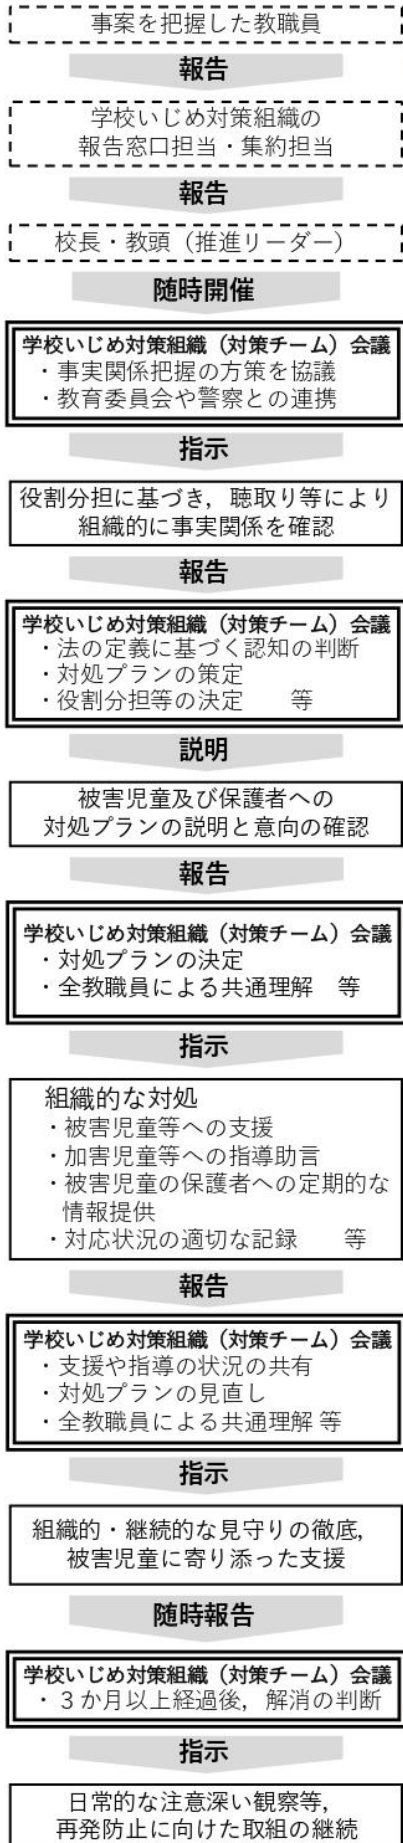 事案を把握した教職員
報告
学校いじめ対策組織の
報告窓口担当・集約担当
報告
校長・教頭（推進リーダー）
随時開催
学校いじめ対策組織（対策チーム）会議
・事実関係把握の方策を協議
・教育委員会や警察との連携
指示
役割分担に基づき，聴取り等により
組織的に事実関係を確認
報告
学校いじめ対策組織（対策チーム）会議
・法の定義に基づく認知の判断
・対処プランの策定
・役割分担等の決定　　等
説明
被害児童及び保護者への
対処プランの説明と意向の確認
報告
学校いじめ対策組織（対策チーム）会議
・対処プランの決定
・全教職員による共通理解　等
指示
組織的な対処
・被害児童等への支援
・加害児童等への指導助言
・被害児童の保護者への定期的な
情報提供
・対応状況の適切な記録　　等
報告
学校いじめ対策組織（対策チーム）会議
・支援や指導の状況の共有
・対処プランの見直し
・全教職員による共通理解 等
指示
組織的・継続的な見守りの徹底，
被害児童に寄り添った支援
随時報告
学校いじめ対策組織（対策チーム）会議
・３か月以上経過後，解消の判断
指示
日常的な注意深い観察等，
再発防止に向けた取組の継続